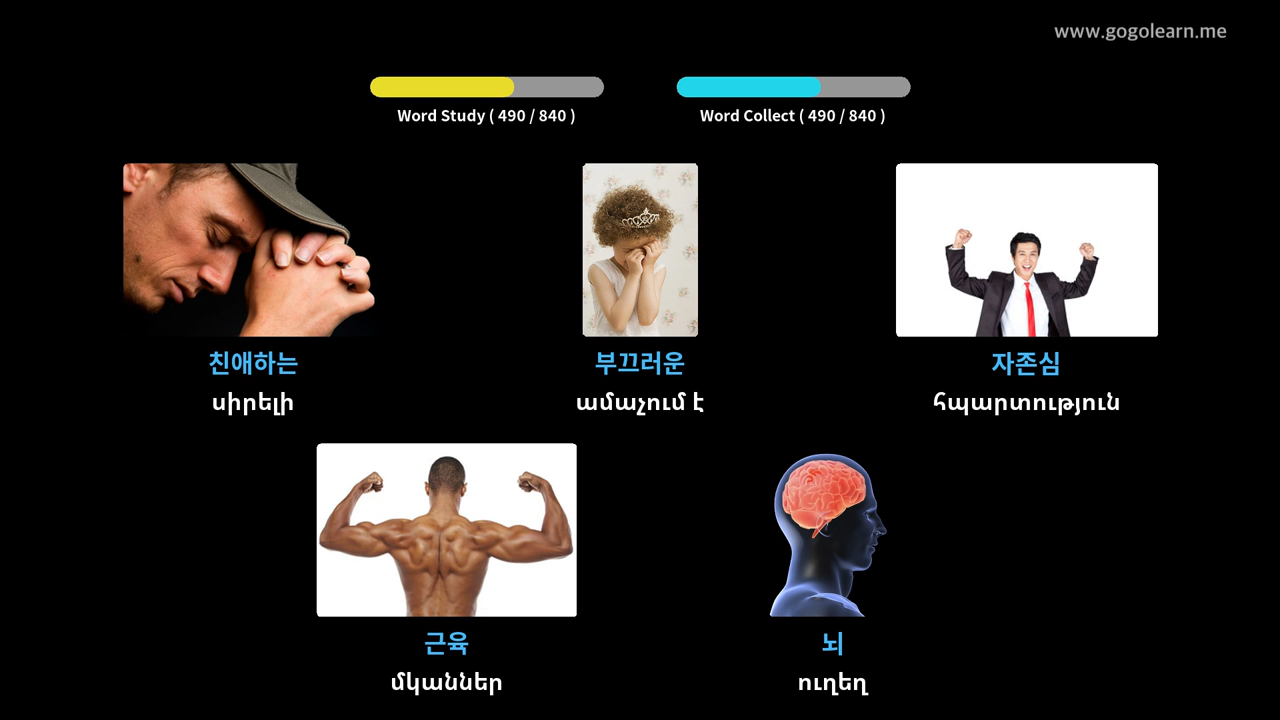 www.gogolearn.me
Word Study ( 490 / 840 )
Word Collect ( 490 / 840 )
친애하는
부끄러운
자존심
սիրելի
ամաչում է
հպարտություն
근육
뇌
մկաններ
ուղեղ